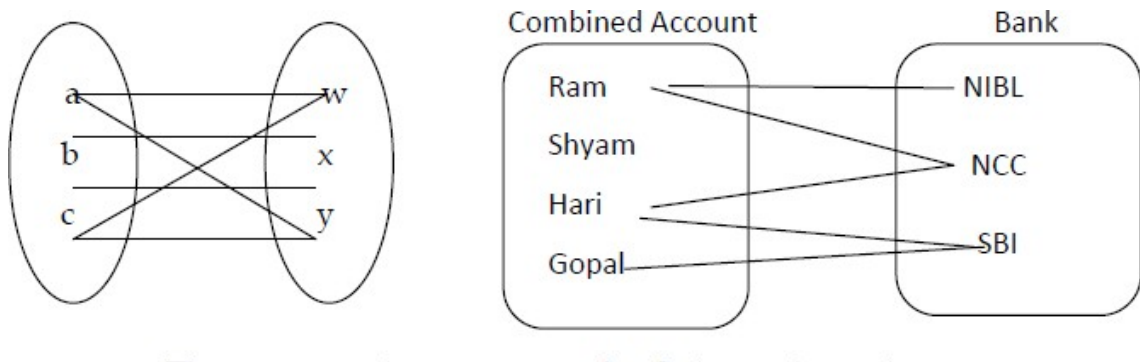 Combined Account
Bank
a
w
b
x
c
y
Ram
NIBL
Shyam
NCC
Hari
SBI
Gopal